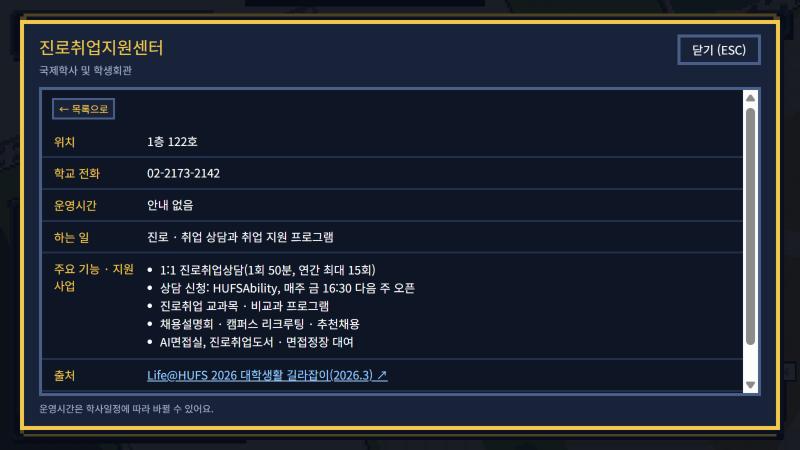 진로취업지원센터
국제학사 및 학생회관
닫기 (ESC)
← 목록으로
위치 1층 122호
학교 전화 02-2173-2142
운영시간 안내 없음
하는 일 진로 · 취업 상담과 취업 지원 프로그램
주요 기능 · 지원
사업
• 1:1 진로취업상담(1회 50분, 연간 최대 15회)
• 상담 신청: HUFSAbility, 매주 금 16:30 다음 주 오픈
• 진로취업 교과목 · 비교과 프로그램
• 채용설명회 · 캠퍼스 리크루팅 · 추천채용
• AI면접실, 진로취업도서 · 면접정장 대여
출처 Life@HUFS 2026 대학생활 길라잡이(2026.3) ↗
운영시간은 학사일정에 따라 바뀔 수 있어요.